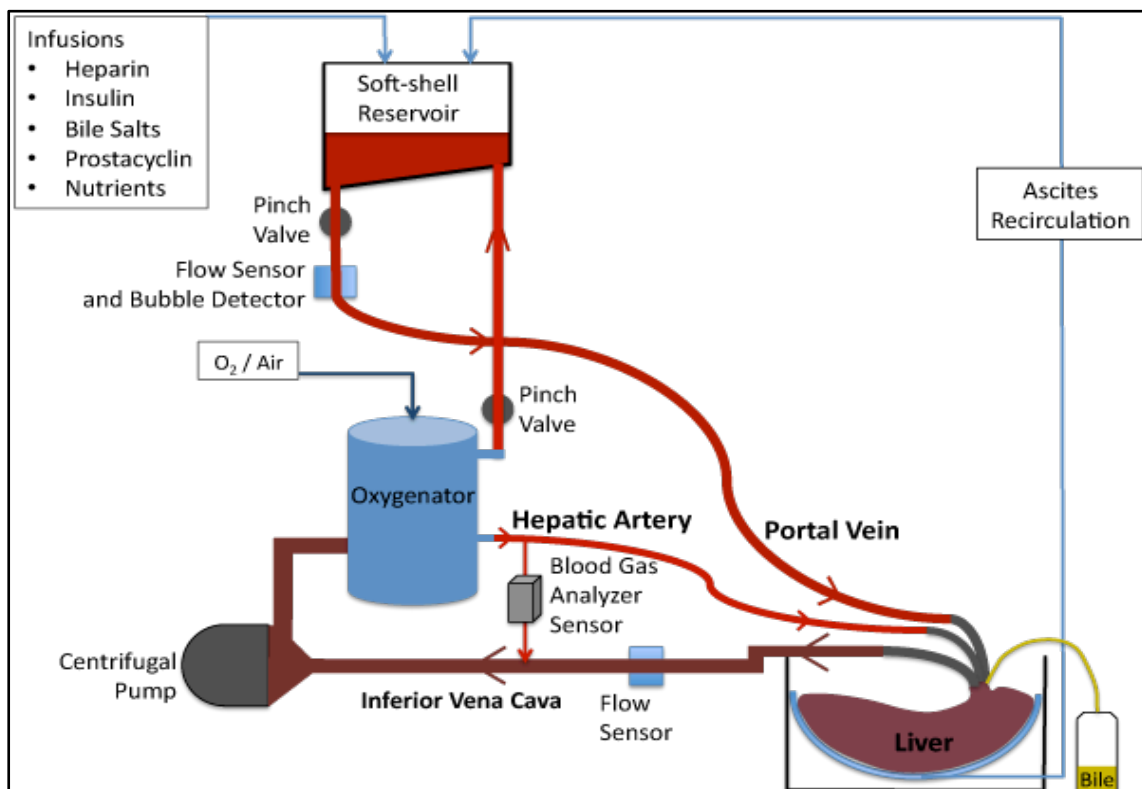 Infusions
• Heparin
• Insulin
• Bile Salts
• Prostacyclin
• Nutrients
Soft-shell
Reservoir
Ascites
Recirculation
Pinch
Valve
Flow Sensor
and Bubble Detector
O₂ / Air
Pinch
Valve
Oxygenator
Hepatic Artery
Portal Vein
Blood Gas
Analyzer
Sensor
Centrifugal
Pump
Inferior Vena Cava
Flow
Sensor
Liver
Bile